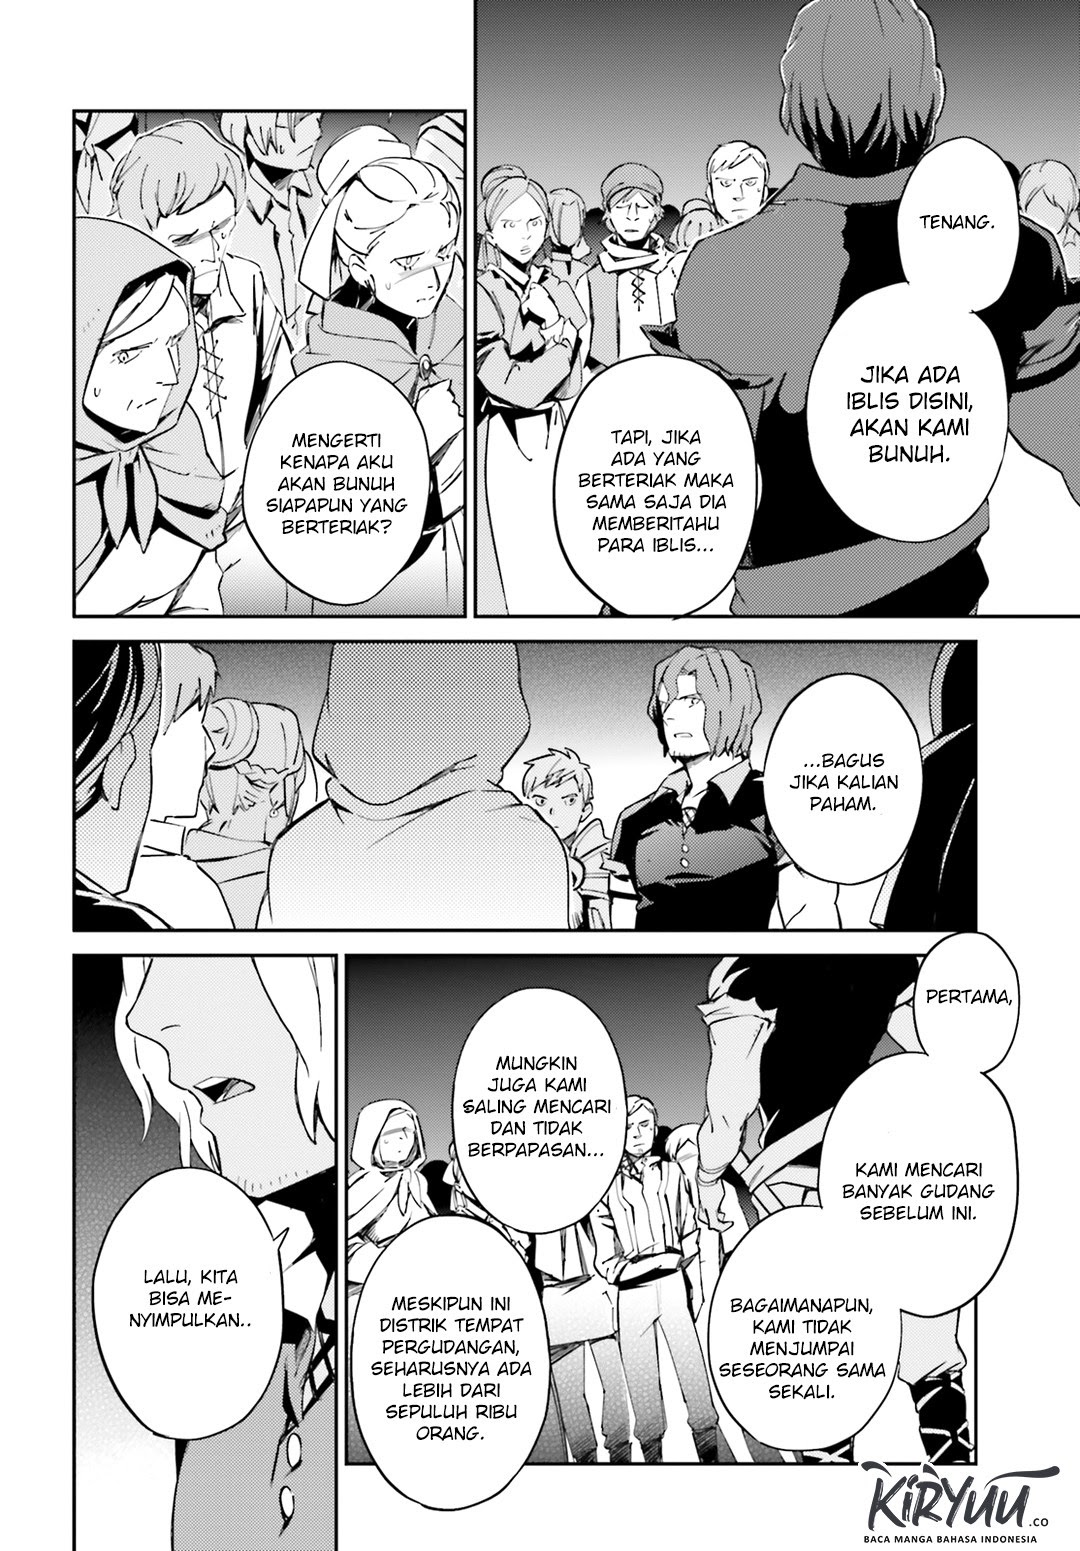 TENANG.
JIKA ADA
IBLIS DISINI,
AKAN KAMI
BUNUH.
TAPI, JIKA
ADA YANG
BERTERIAK MAKA
SAMA SAJA DIA
MEMBERITAHU
PARA IBLIS...
MENGERTI
KENAPA AKU
AKAN BUNUH
SIAPAPUN YANG
BERTERIAK?
...BAGUS
JIKA KALIAN
PAHAM.
PERTAMA,
KAMI MENCARI
BANYAK GUDANG
SEBELUM INI.
BAGAIMANAPUN,
KAMI TIDAK
MENJUMPAI
SESEORANG SAMA
SEKALI.
MUNGKIN
JUGA KAMI
SALING MENCARI
DAN TIDAK
BERPAPASAN...
MESKIPUN INI
DISTRIK TEMPAT
PERGUDANGAN,
SEHARUSNYA ADA
LEBIH DARI
SEPULUH RIBU
ORANG.
LALU, KITA
BISA ME-
NYIMPULKAN..
KIRYUU.CO
BACA MANGA BAHASA INDONESIA